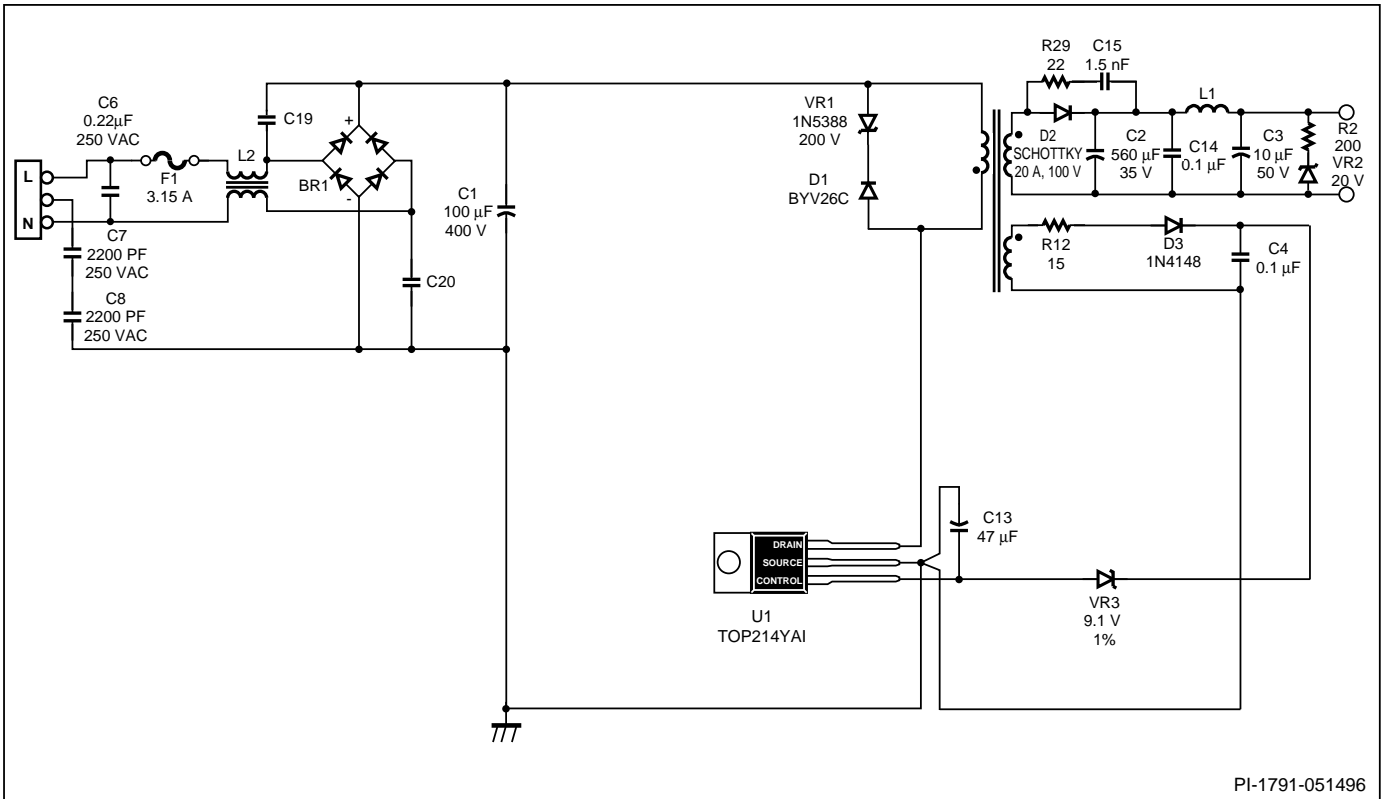 C6
0.22µF
250 VAC
L
N
F1
3.15 A
L2
C19
+
BR1
-
C7
2200 PF
250 VAC
C8
2200 PF
250 VAC
C20
C1
100 µF
400 V
VR1
1N5388
200 V
D1
BYV26C
R29
22
C15
1.5 nF
D2
SCHOTTKY
20 A, 100 V
C2
560 µF
35 V
C14
0.1 µF
L1
C3
10 µF
50 V
R2
200
VR2
20 V
R12
15
D3
1N4148
C4
0.1 µF
C13
47 µF
DRAIN
SOURCE
CONTROL
U1
TOP214YAI
VR3
9.1 V
1%
PI-1791-051496